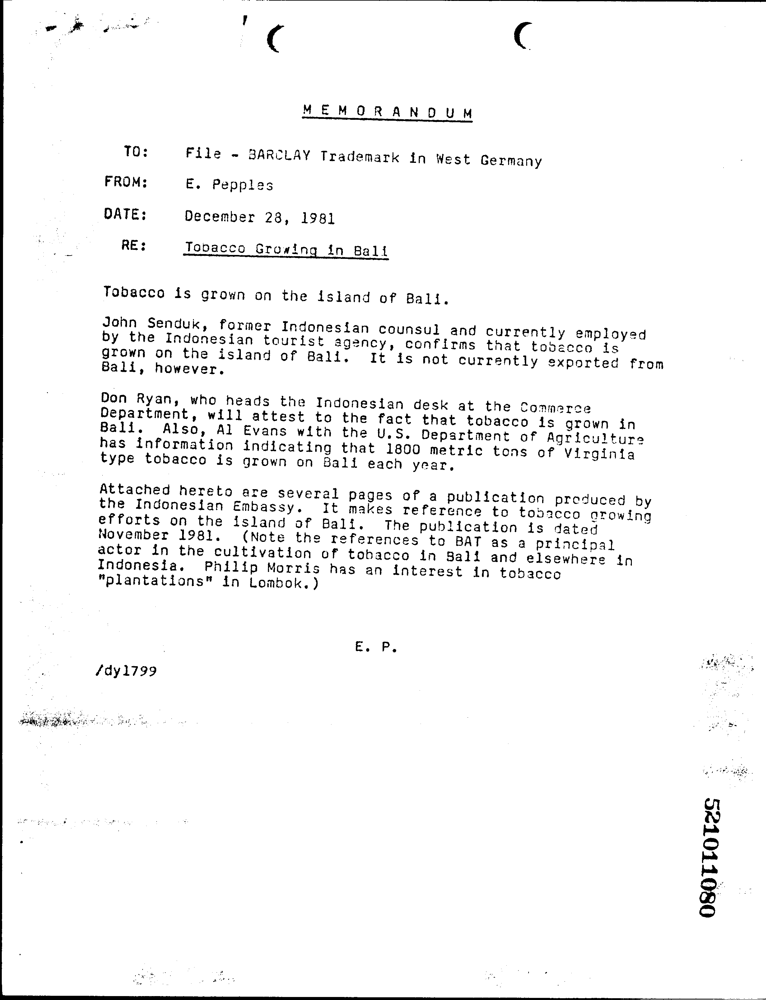 M E M O R A N D U M
TO: File - BARCLAY Trademark in West Germany
FROM: E. Pepples
DATE: December 28, 1981
RE: Tobacco Growing in Bali
Tobacco is grown on the island of Bali.
John Senduk, former Indonesian counsul and currently employed
by the Indonesian tourist agency, confirms that tobacco is
grown on the island of Bali. It is not currently exported from
Bali, however.
Don Ryan, who heads the Indonesian desk at the Commerce
Department, will attest to the fact that tobacco is grown in
Bali. Also, Al Evans with the U.S. Department of Agriculture
has information indicating that 1800 metric tons of Virginia
type tobacco is grown on Bali each year.
Attached hereto are several pages of a publication produced by
the Indonesian Embassy. It makes reference to tobacco growing
efforts on the island of Bali. The publication is dated
November 1981. (Note the references to BAT as a principal
actor in the cultivation of tobacco in Bali and elsewhere in
Indonesia. Philip Morris has an interest in tobacco
"plantations" in Lombok.)
E. P.
/dy1799
521011080